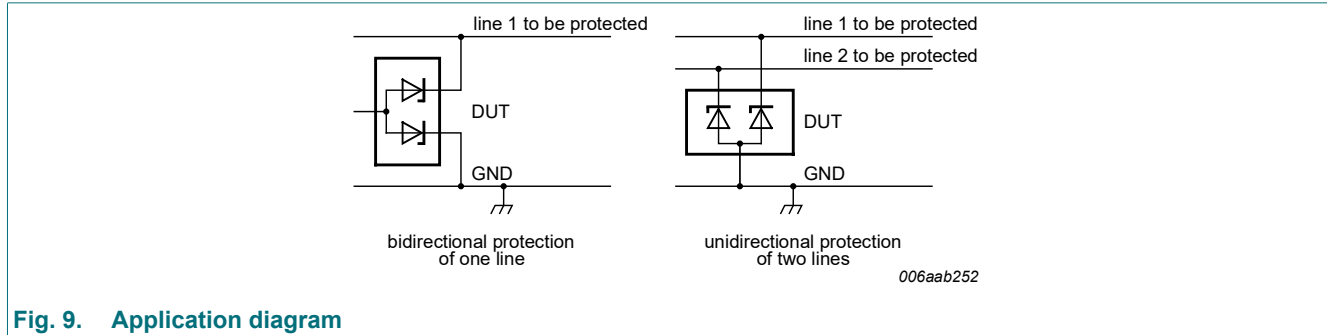 line 1 to be protected
DUT
GND
bidirectional protection
of one line
line 1 to be protected
line 2 to be protected
DUT
GND
unidirectional protection
of two lines
006aab252
Fig. 9. Application diagram